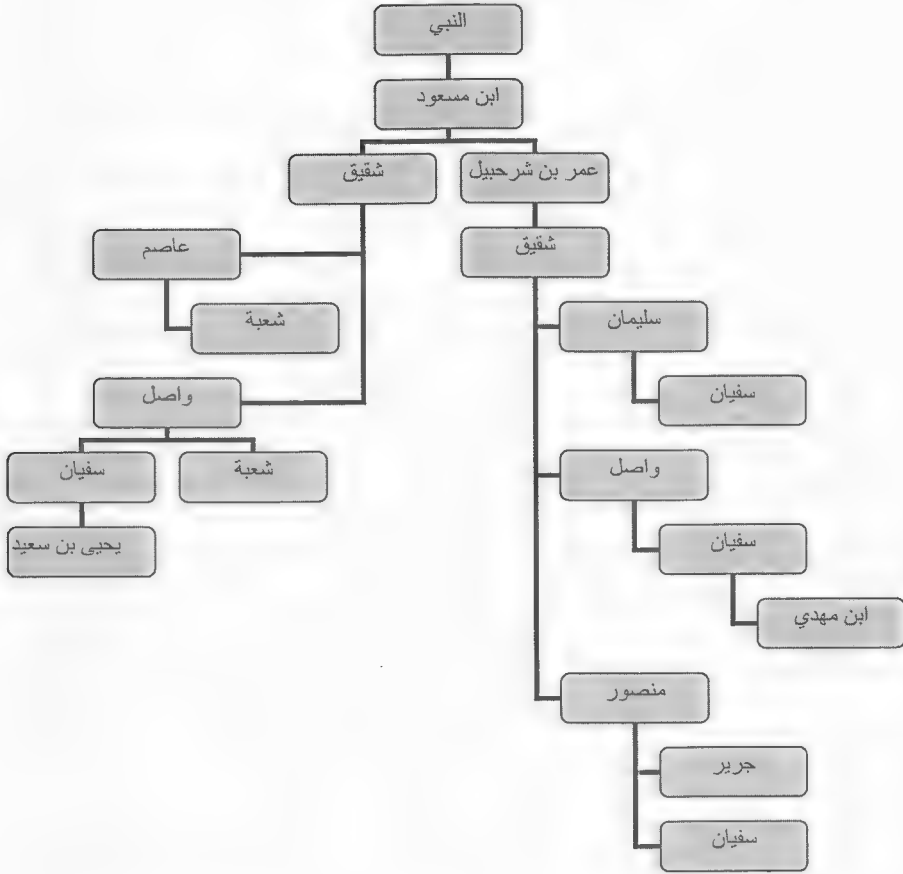 النبي
ابن مسعود
عمر بن شرحبيل
شقيق
شقيق
عاصم
شعبة
سليمان
واصل
سفيان
سفيان
شعبة
واصل
يحيى بن سعيد
سفيان
ابن مهدي
منصور
جرير
سفيان